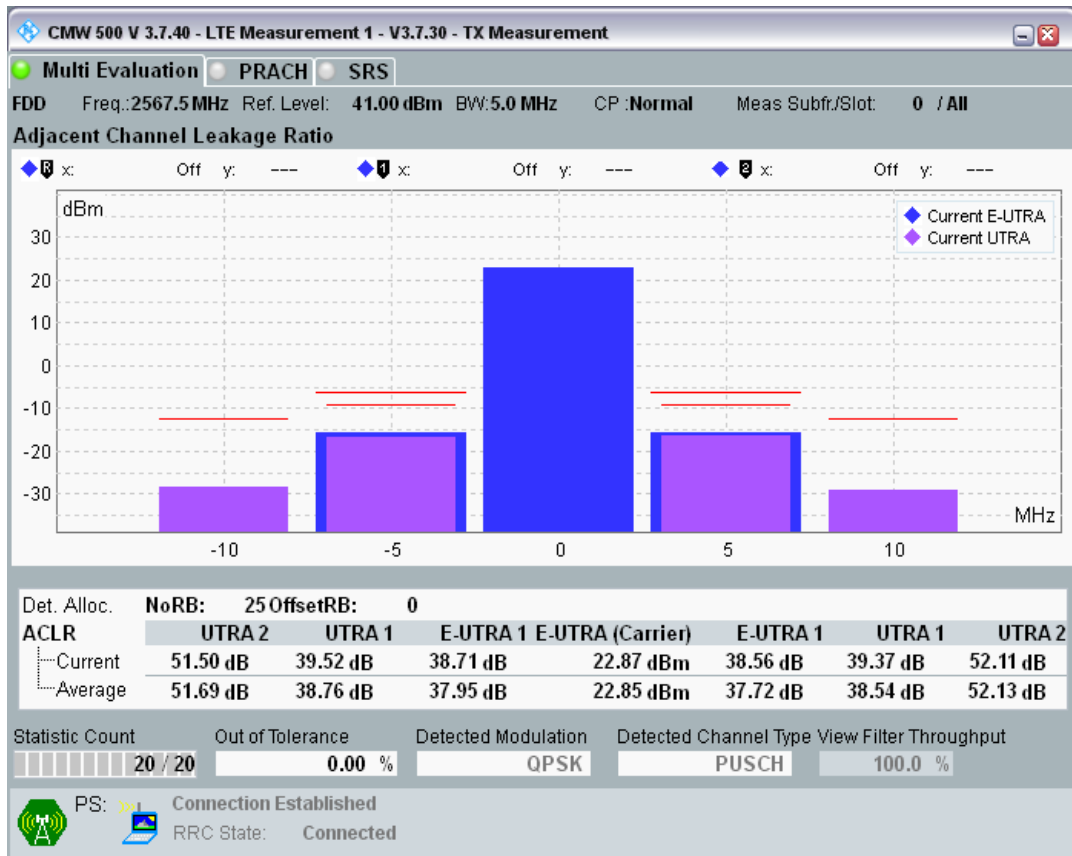 CMW 500 V 3.7.40 - LTE Measurement 1 - V3.7.30 - TX Measurement
Multi Evaluation PRACH SRS
FDD Freq.:2567.5 MHz Ref. Level: 41.00 dBm BW:5.0 MHz CP :Normal Meas Subfr./Slot: 0 / All
Adjacent Channel Leakage Ratio
R x: Off y: --- 1 x: Off y: --- 2 x: Off y: ---
dBm
Current E-UTRA
Current UTRA
30
20
10
0
-10
-20
-30
MHz
-10 -5 0 5 10
Det. Alloc. NoRB: 25 OffsetRB: 0
ACLR UTRA 2 UTRA 1 E-UTRA 1 E-UTRA (Carrier) E-UTRA 1 UTRA 1 UTRA 2
Current 51.50 dB 39.52 dB 38.71 dB 22.87 dBm 38.56 dB 39.37 dB 52.11 dB
Average 51.69 dB 38.76 dB 37.95 dB 22.85 dBm 37.72 dB 38.54 dB 52.13 dB
Statistic Count Out of Tolerance Detected Modulation Detected Channel Type View Filter Throughput
20 / 20 0.00 % QPSK PUSCH 100.0 %
PS: Connection Established
RRC State: Connected